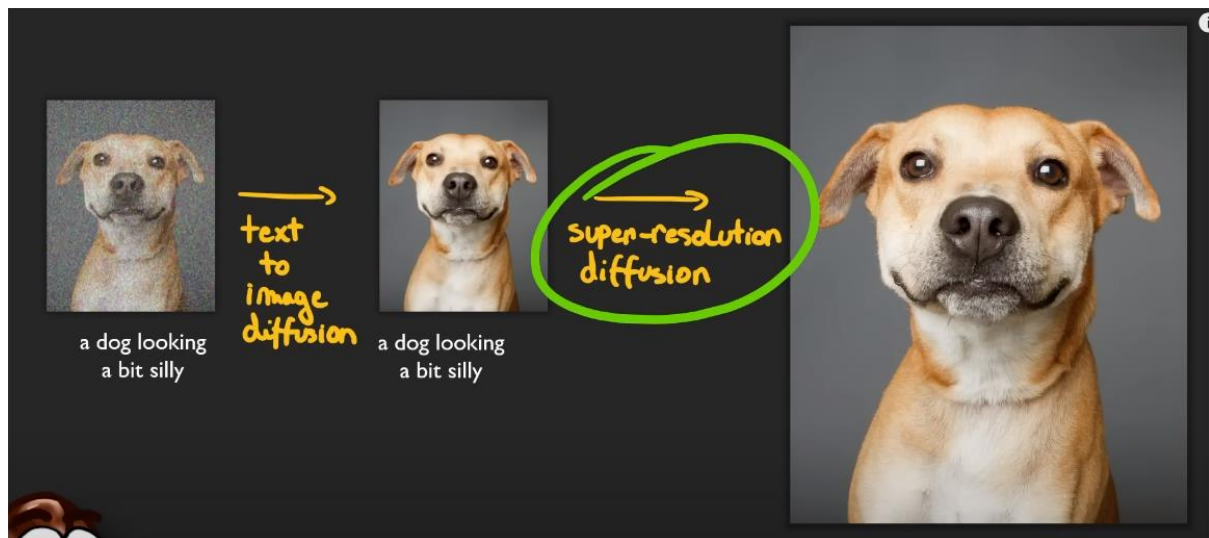 text
to
image
diffusion
a dog looking
a bit silly
a dog looking
a bit silly
super-resolution
diffusion